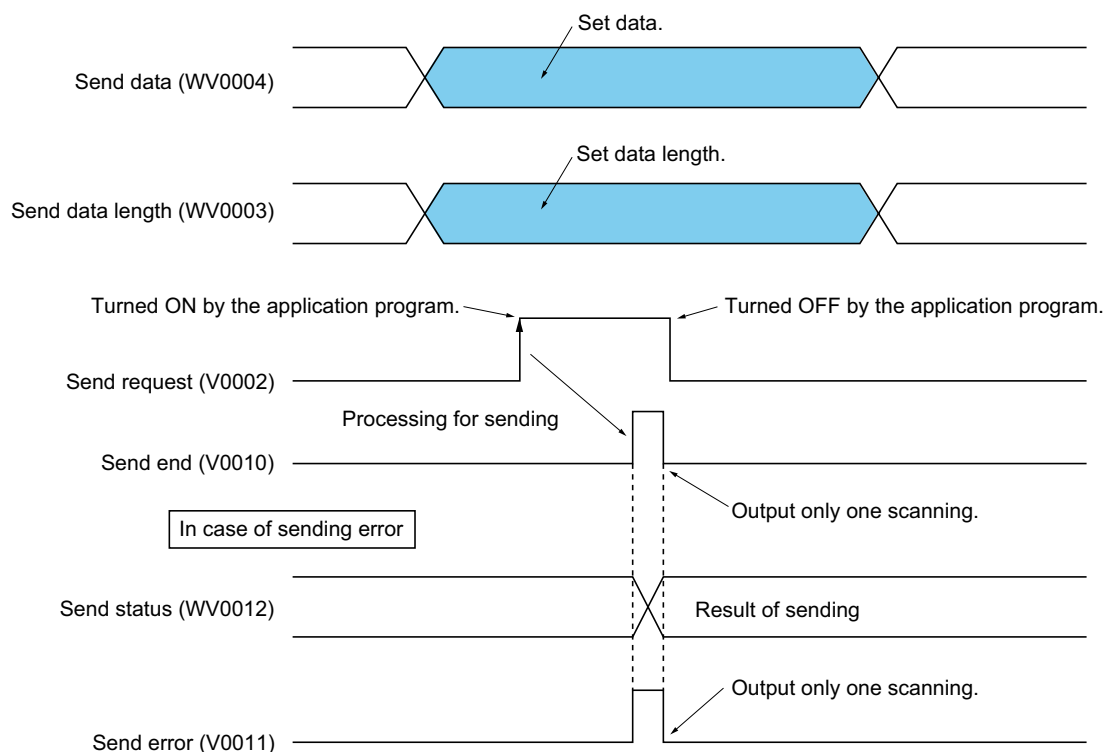 Set data.
Send data (WV0004)
Set data length.
Send data length (WV0003)
Turned ON by the application program.
Turned OFF by the application program.
Send request (V0002)
Processing for sending
Send end (V0010)
Output only one scanning.
In case of sending error
Send status (WV0012)
Result of sending
Output only one scanning.
Send error (V0011)